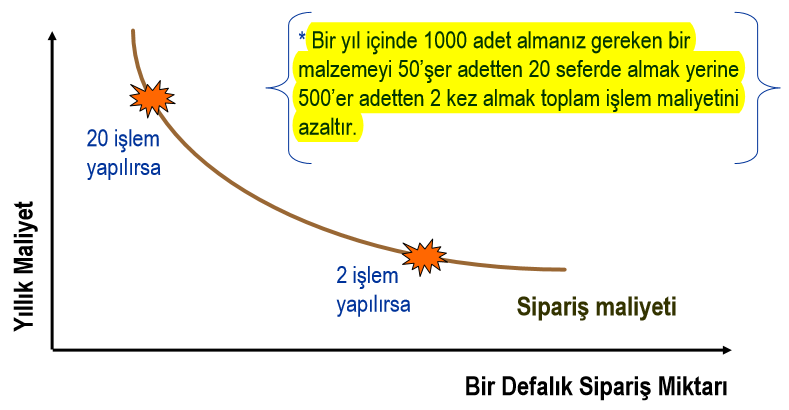 * Bir yıl içinde 1000 adet almanız gereken bir
malzemeyi 50’şer adetten 20 seferde almak yerine
500’er adetten 2 kez almak toplam işlem maliyetini
azaltır.
20 işlem
yapılırsa
2 işlem
yapılırsa
Sipariş maliyeti
Yıllık Maliyet
Bir Defalık Sipariş Miktarı